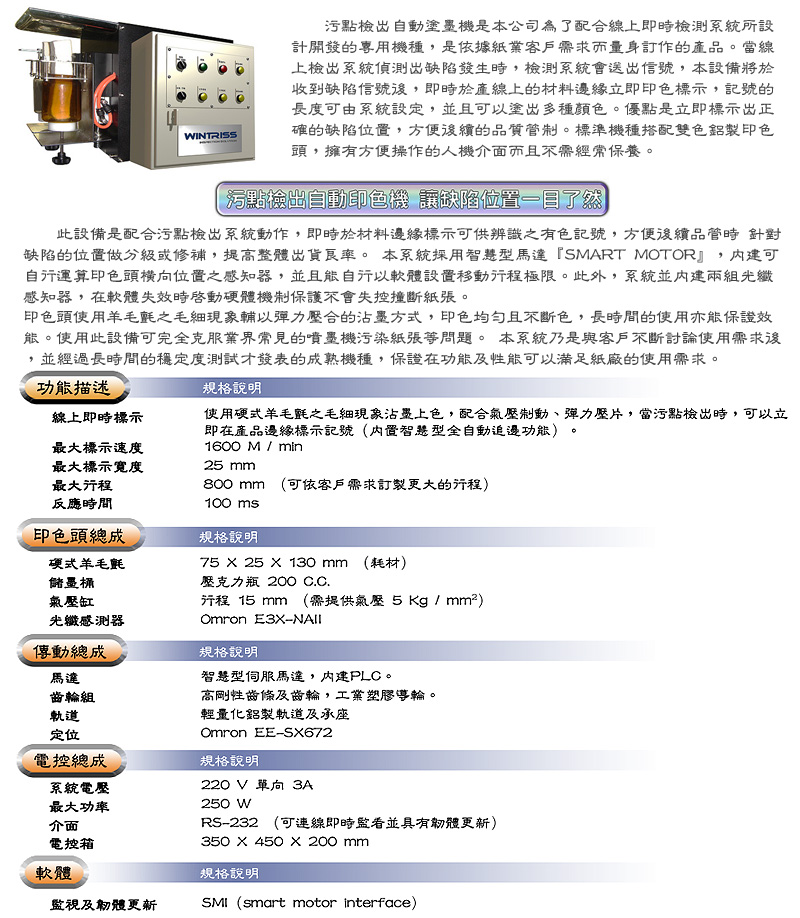 WINTRISS
污點檢出自動塗墨機是本公司為了配合線上即時檢測系統所設
計開發的專用機種，是依據紙業客戶需求而量身訂作的產品。當線
上檢出系統偵測出缺陷發生時，檢測系統會送出信號，本設備將於
收到缺陷信號後，即時於產線上的材料邊緣立即印色標示，記號的
長度可由系統設定，並且可以塗出多種顏色。優點是立即標示出正
確的缺陷位置，方便後續的品質管制。標準機種搭配雙色鋁製印色
頭，擁有方便操作的人機介面而且不需經常保養。
污點檢出自動印色機 讓缺陷位置一目了然
此設備是配合污點檢出系統動作，即時於材料邊緣標示可供辨識之有色記號，方便後續品管時 針對
缺陷的位置做分級或修補，提高整體出貨良率。 本系統採用智慧型馬達『SMART MOTOR』，內建可
自行運算印色頭橫向位置之感知器，並且能自行以軟體設置移動行程極限。此外，系統並內建兩組光纖
感知器，在軟體失效時啓動硬體機制保護不會失控撞斷紙張。
印色頭使用羊毛氈之毛細現象輔以彈力壓合的沾墨方式，印色均勻且不斷色，長時間的使用亦能保證效
能。使用此設備可完全克服業界常見的噴墨機污染紙張等問題。 本系統乃是與客戶不斷討論使用需求後
，並經過長時間的穩定度測試才發表的成熟機種，保證在功能及性能可以滿足紙廠的使用需求。
功能描述 規格說明
線上即時標示 使用硬式羊毛氈之毛細現象沾墨上色，配合氣壓制動、彈力壓片，當污點檢出時，可以立
即在產品邊緣標示記號（內置智慧型全自動追邊功能）。
最大標示速度 1600 M / min
最大標示寬度 25 mm
最大行程 800 mm （可依客戶需求訂製更大的行程）
反應時間 100 ms
印色頭總成 規格說明
硬式羊毛氈 75 X 25 X 130 mm （耗材）
儲墨桶 壓克力瓶 200 C.C.
氣壓缸 行程 15 mm （需提供氣壓 5 Kg / mm²）
光纖感測器 Omron E3X-NA11
傳動總成 規格說明
馬達 智慧型伺服馬達，內建PLC。
齒輪組 高剛性齒條及齒輪，工業塑膠導輪。
軌道 輕量化鋁製軌道及承座
定位 Omron EE-SX672
電控總成 規格說明
系統電壓 220 V 單向 3A
最大功率 250 W
介面 RS-232 （可連線即時監看並具有韌體更新）
電控箱 350 X 450 X 200 mm
軟體 規格說明
監視及韌體更新 SMI (smart motor interface)